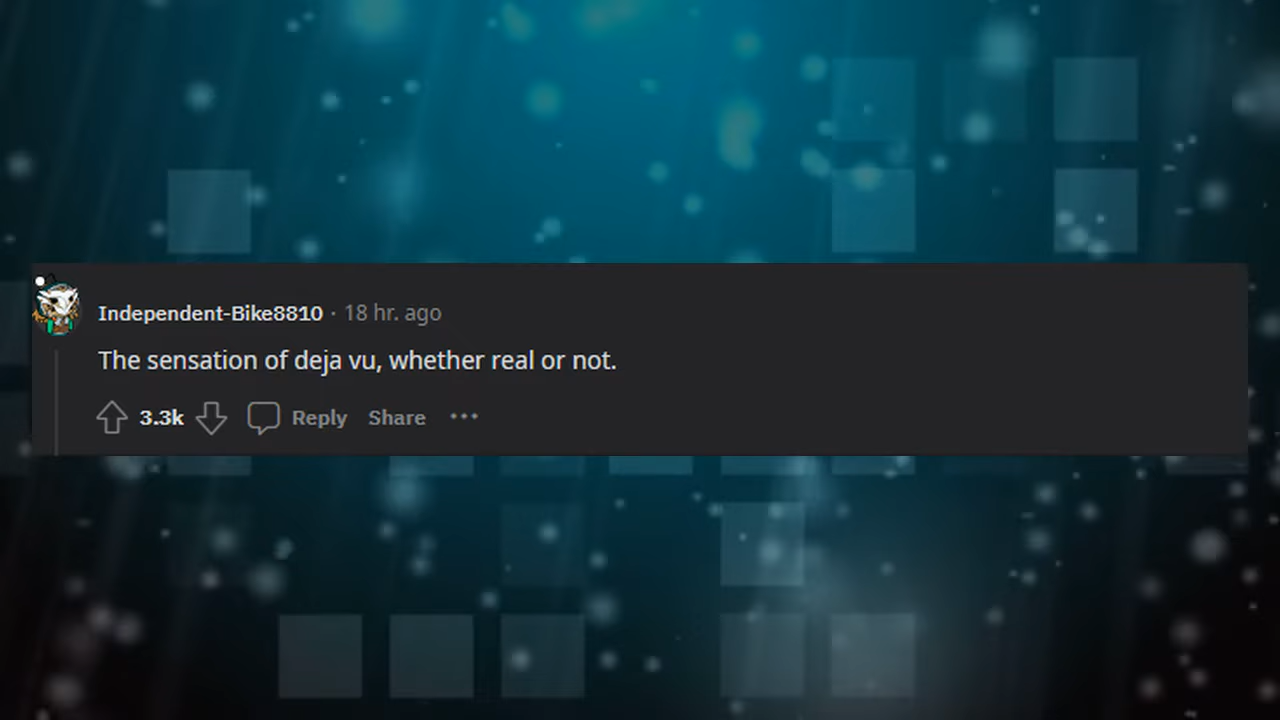 Independent-Bike8810 · 18 hr. ago
The sensation of deja vu, whether real or not.
3.3k Reply Share ···